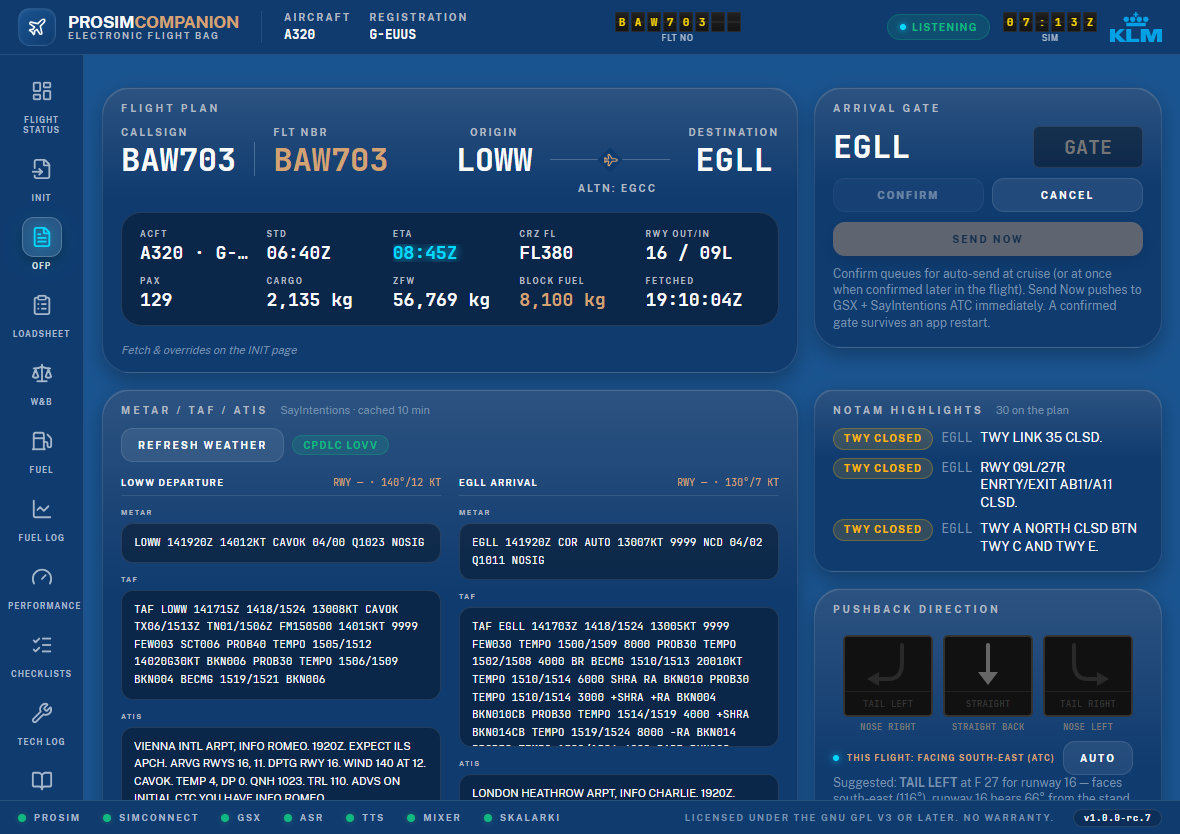 PROSIMCOMPANION
ELECTRONIC FLIGHT BAG
AIRCRAFT
A320
REGISTRATION
G-EUUS
BAW703
FLT NO
LISTENING
07:13Z
SIM
KLM
FLIGHT STATUS
INIT
OFP
LOADSHEET
W&B
FUEL
FUEL LOG
PERFORMANCE
CHECKLISTS
TECH LOG
FLIGHT PLAN
CALLSIGN
BAW703
FLT NBR
BAW703
ORIGIN
LOWW
DESTINATION
EGLL
ALTN: EGCC
ACFT
A320 · G-…
STD
06:40Z
ETA
08:45Z
CRZ FL
FL380
RWY OUT/IN
16 / 09L
PAX
129
CARGO
2,135 kg
ZFW
56,769 kg
BLOCK FUEL
8,100 kg
FETCHED
19:10:04Z
Fetch & overrides on the INIT page
ARRIVAL GATE
EGLL
GATE
CONFIRM
CANCEL
SEND NOW
Confirm queues for auto-send at cruise (or at once
when confirmed later in the flight). Send Now pushes to
GSX + SayIntentions ATC immediately. A confirmed
gate survives an app restart.
METAR / TAF / ATIS
SayIntentions · cached 10 min
REFRESH WEATHER
CPDLC LOVV
LOWW DEPARTURE
RWY — · 140°/12 KT
METAR
LOWW 141920Z 14012KT CAVOK 04/00 Q1023 NOSIG
TAF
TAF LOWW 141715Z 1418/1524 13008KT CAVOK
TX06/1513Z TN01/1506Z FM150500 14015KT 9999
FEW003 SCT006 PROB40 TEMPO 1505/1512
14020G30KT BKN006 PROB30 TEMPO 1506/1509
BKN004 BECMG 1519/1521 BKN006
ATIS
VIENNA INTL ARPT, INFO ROMEO. 1920Z. EXPECT ILS
APCH. ARVG RWYS 16, 11. DPTG RWY 16. WIND 140 AT 12.
CAVOK. TEMP 4, DP 0. QNH 1023. TRL 110. ADVS ON
INITIAL CTC YOU HAVE INFO ROMEO.
EGLL ARRIVAL
RWY — · 130°/7 KT
METAR
EGLL 141920Z COR AUTO 13007KT 9999 NCD 04/02
Q1011 NOSIG
TAF
TAF EGLL 141703Z 1418/1524 13005KT 9999
FEW030 TEMPO 1500/1509 8000 PROB30 TEMPO
1502/1508 4000 BR BECMG 1510/1513 20010KT
TEMPO 1510/1514 6000 SHRA RA BKN010 PROB30
TEMPO 1510/1514 3000 +SHRA +RA BKN004
BKN010CB PROB30 TEMPO 1514/1519 4000 +SHRA
BKN014CB TEMPO 1519/1524 8000 -RA BKN014
ATIS
LONDON HEATHROW ARPT, INFO CHARLIE. 1920Z.
NOTAM HIGHLIGHTS
30 on the plan
TWY CLOSED EGLL TWY LINK 35 CLSD.
TWY CLOSED EGLL RWY 09L/27R
ENRTY/EXIT AB11/A11
CLSD.
TWY CLOSED EGLL TWY A NORTH CLSD BTN
TWY C AND TWY E.
PUSHBACK DIRECTION
TAIL LEFT
STRAIGHT
TAIL RIGHT
NOSE RIGHT
STRAIGHT BACK
NOSE LEFT
THIS FLIGHT: FACING SOUTH-EAST (ATC)
AUTO
Suggested: TAIL LEFT at F 27 for runway 16 — faces
south-east (116°), runway 16 bears 66° from the stand
PROSIM
SIMCONNECT
GSX
ASR
TTS
MIXER
SKALARKI
LICENSED UNDER THE GNU GPL V3 OR LATER. NO WARRANTY.
v1.0.0-rc.7